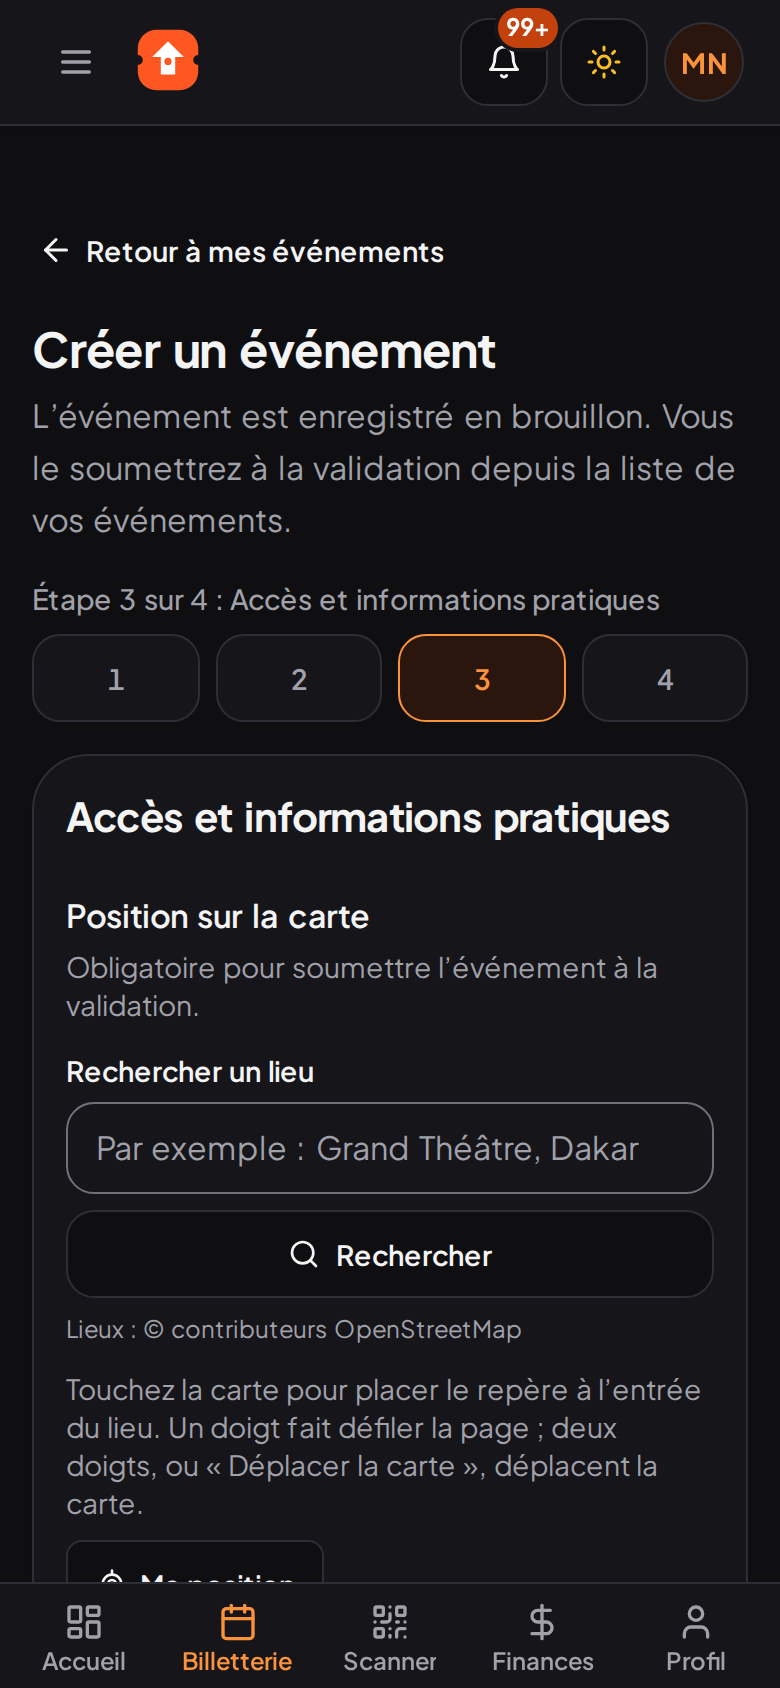 99+
MN
Retour à mes événements
Créer un événement
L’événement est enregistré en brouillon. Vous
le soumettrez à la validation depuis la liste de
vos événements.
Étape 3 sur 4 : Accès et informations pratiques
1
2
3
4
Accès et informations pratiques
Position sur la carte
Obligatoire pour soumettre l’événement à la
validation.
Rechercher un lieu
Par exemple : Grand Théâtre, Dakar
Rechercher
Lieux : © contributeurs OpenStreetMap
Touchez la carte pour placer le repère à l’entrée
du lieu. Un doigt fait défiler la page ; deux
doigts, ou « Déplacer la carte », déplacent la
carte.
Ma position
Accueil
Billetterie
Scanner
Finances
Profil